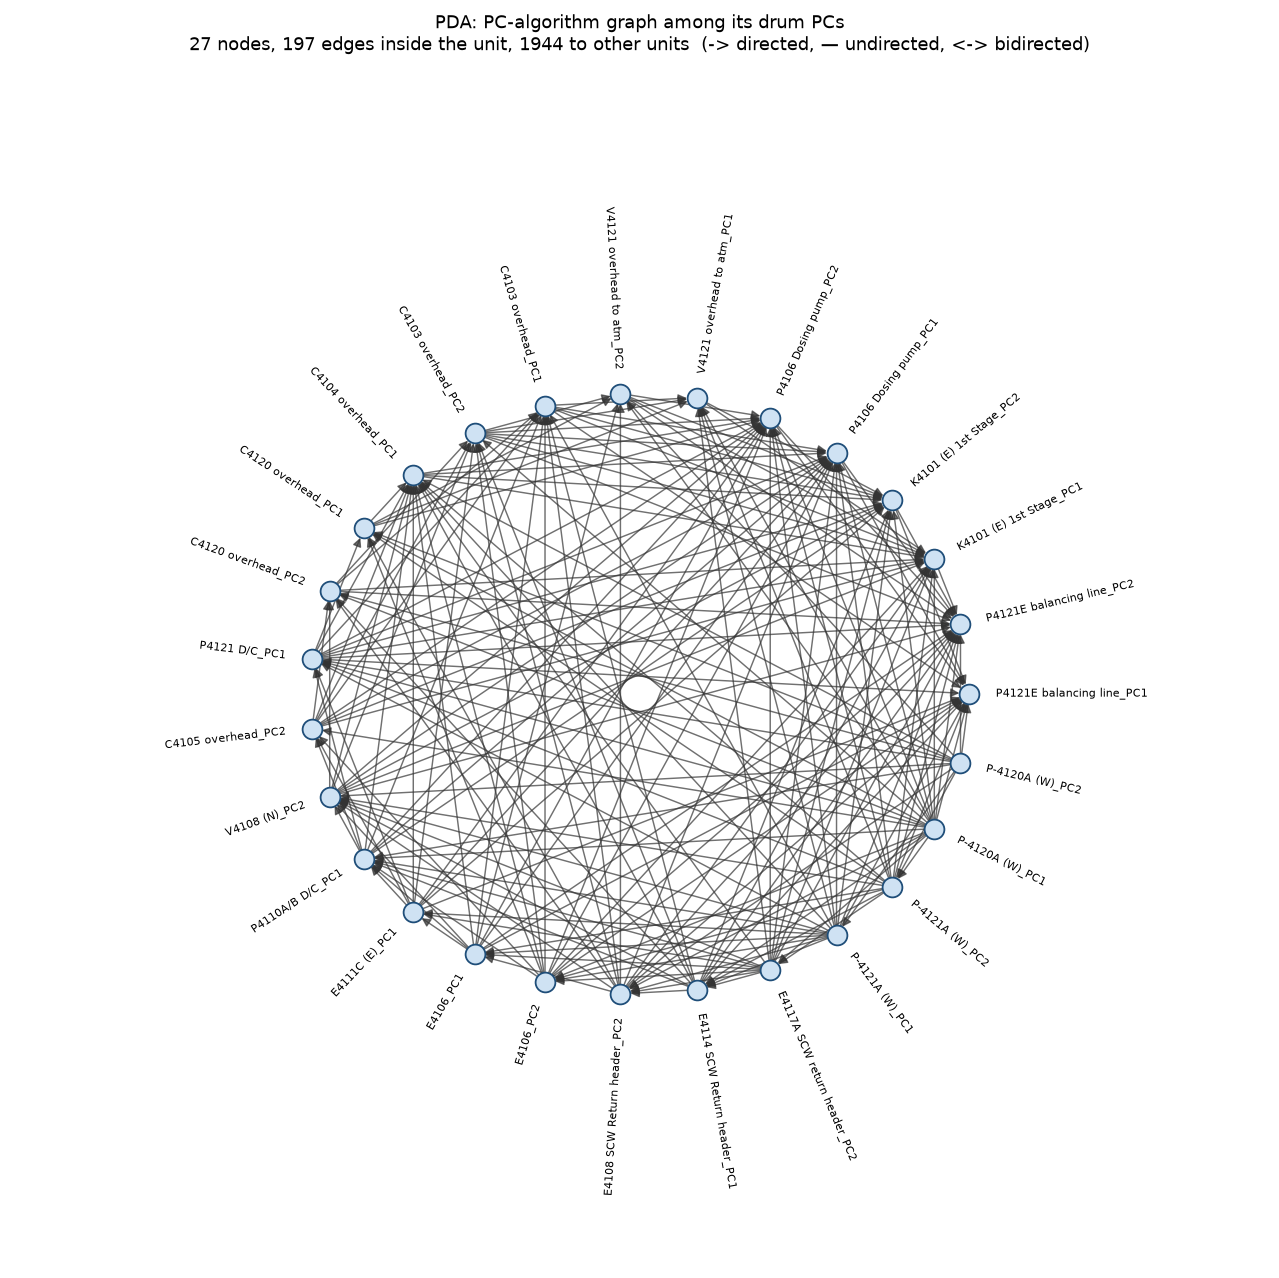 PDA: PC-algorithm graph among its drum PCs
27 nodes, 197 edges inside the unit, 1944 to other units  (-> directed, — undirected, <-> bidirected)
V4121 overhead to atm_PC2
V4121 overhead to atm_PC1
C4103 overhead_PC1
P4106 Dosing pump_PC2
C4103 overhead_PC2
P4106 Dosing pump_PC1
C4104 overhead_PC1
K4101 (E) 1st Stage_PC2
C4120 overhead_PC1
K4101 (E) 1st Stage_PC1
C4120 overhead_PC2
P4121E balancing line_PC2
P4121 D/C_PC1
P4121E balancing line_PC1
C4105 overhead_PC2
P-4120A (W)_PC2
V4108 (N)_PC2
P-4120A (W)_PC1
P4110A/B D/C_PC1
P-4121A (W)_PC2
E4111C (E)_PC1
P-4121A (W)_PC1
E4106_PC1
E4106_PC2
E4117A SCW return header_PC2
E4108 SCW Return header_PC2
E4114 SCW Return header_PC1